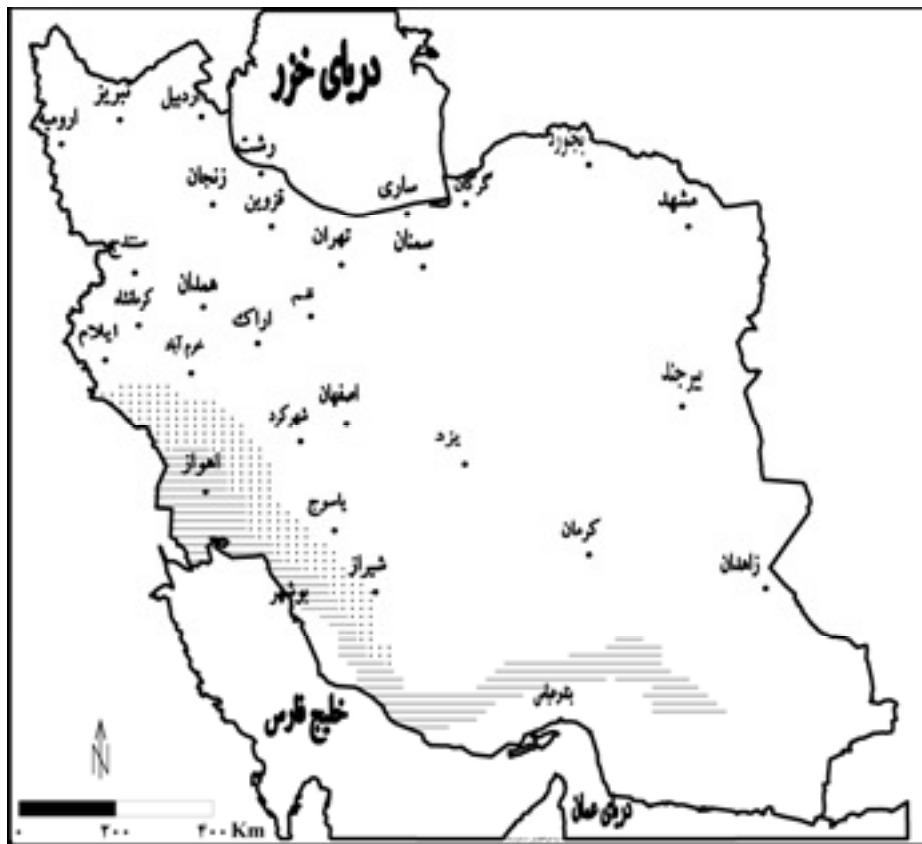 دریای خزر
تبریز
اردبیل
ارومیه
رشت
بجنورد
زنجان
ساری
گرگان
قزوین
مشهد
تهران
سمنان
سنندج
همدان
قم
کرمانشاه
اراک
ایلام
خرم آباد
بیرجند
اصفهان
شهرکرد
یزد
اهواز
یاسوج
کرمان
شیراز
زاهدان
بوشهر
بندرعباس
خلیج فارس
N
دریای عمان
۰ ۲۰۰ ۴۰۰ Km